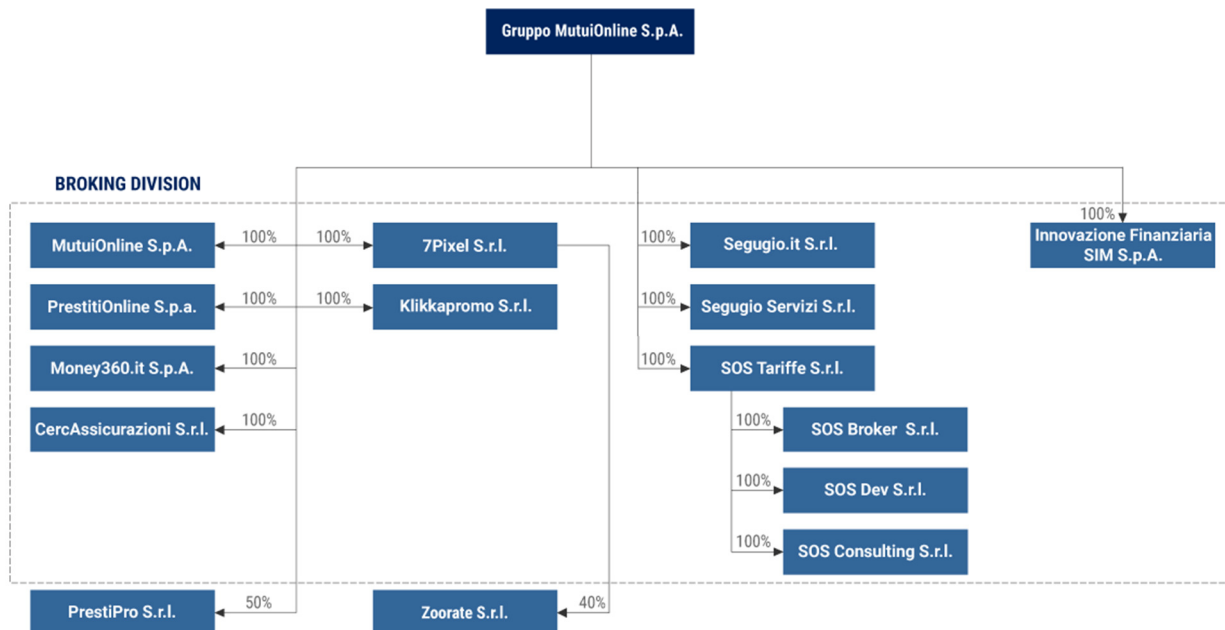 Gruppo MutuiOnline S.p.A.
BROKING DIVISION
MutuiOnline S.p.A.
100%
100%
7Pixel S.r.l.
100%
Segugio.it S.r.l.
100%
Innovazione Finanziaria
SIM S.p.A.
PrestitiOnline S.p.a.
100%
100%
Klikkapromo S.r.l.
100%
Segugio Servizi S.r.l.
Money360.it S.p.A.
100%
100%
SOS Tariffe S.r.l.
CercAssicurazioni S.r.l.
100%
100%
SOS Broker S.r.l.
100%
SOS Dev S.r.l.
100%
SOS Consulting S.r.l.
PrestiPro S.r.l.
50%
Zoorate S.r.l.
40%